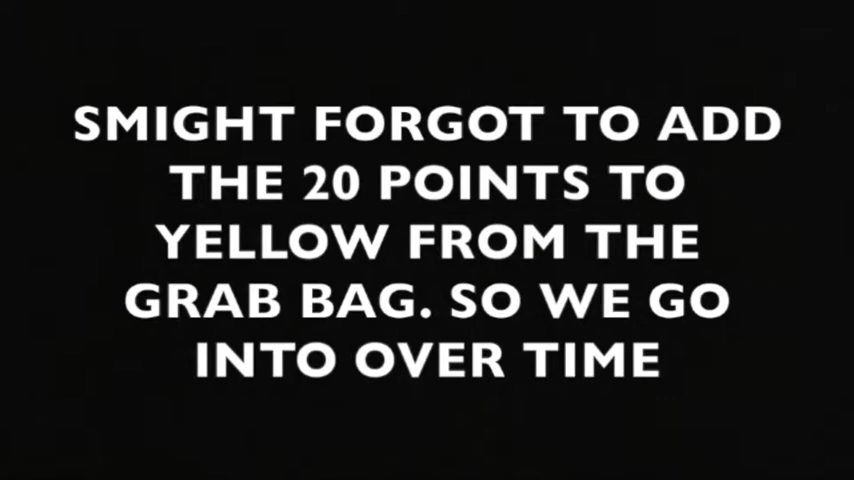 SMIGHT FORGOT TO ADD
THE 20 POINTS TO
YELLOW FROM THE
GRAB BAG. SO WE GO
INTO OVER TIME